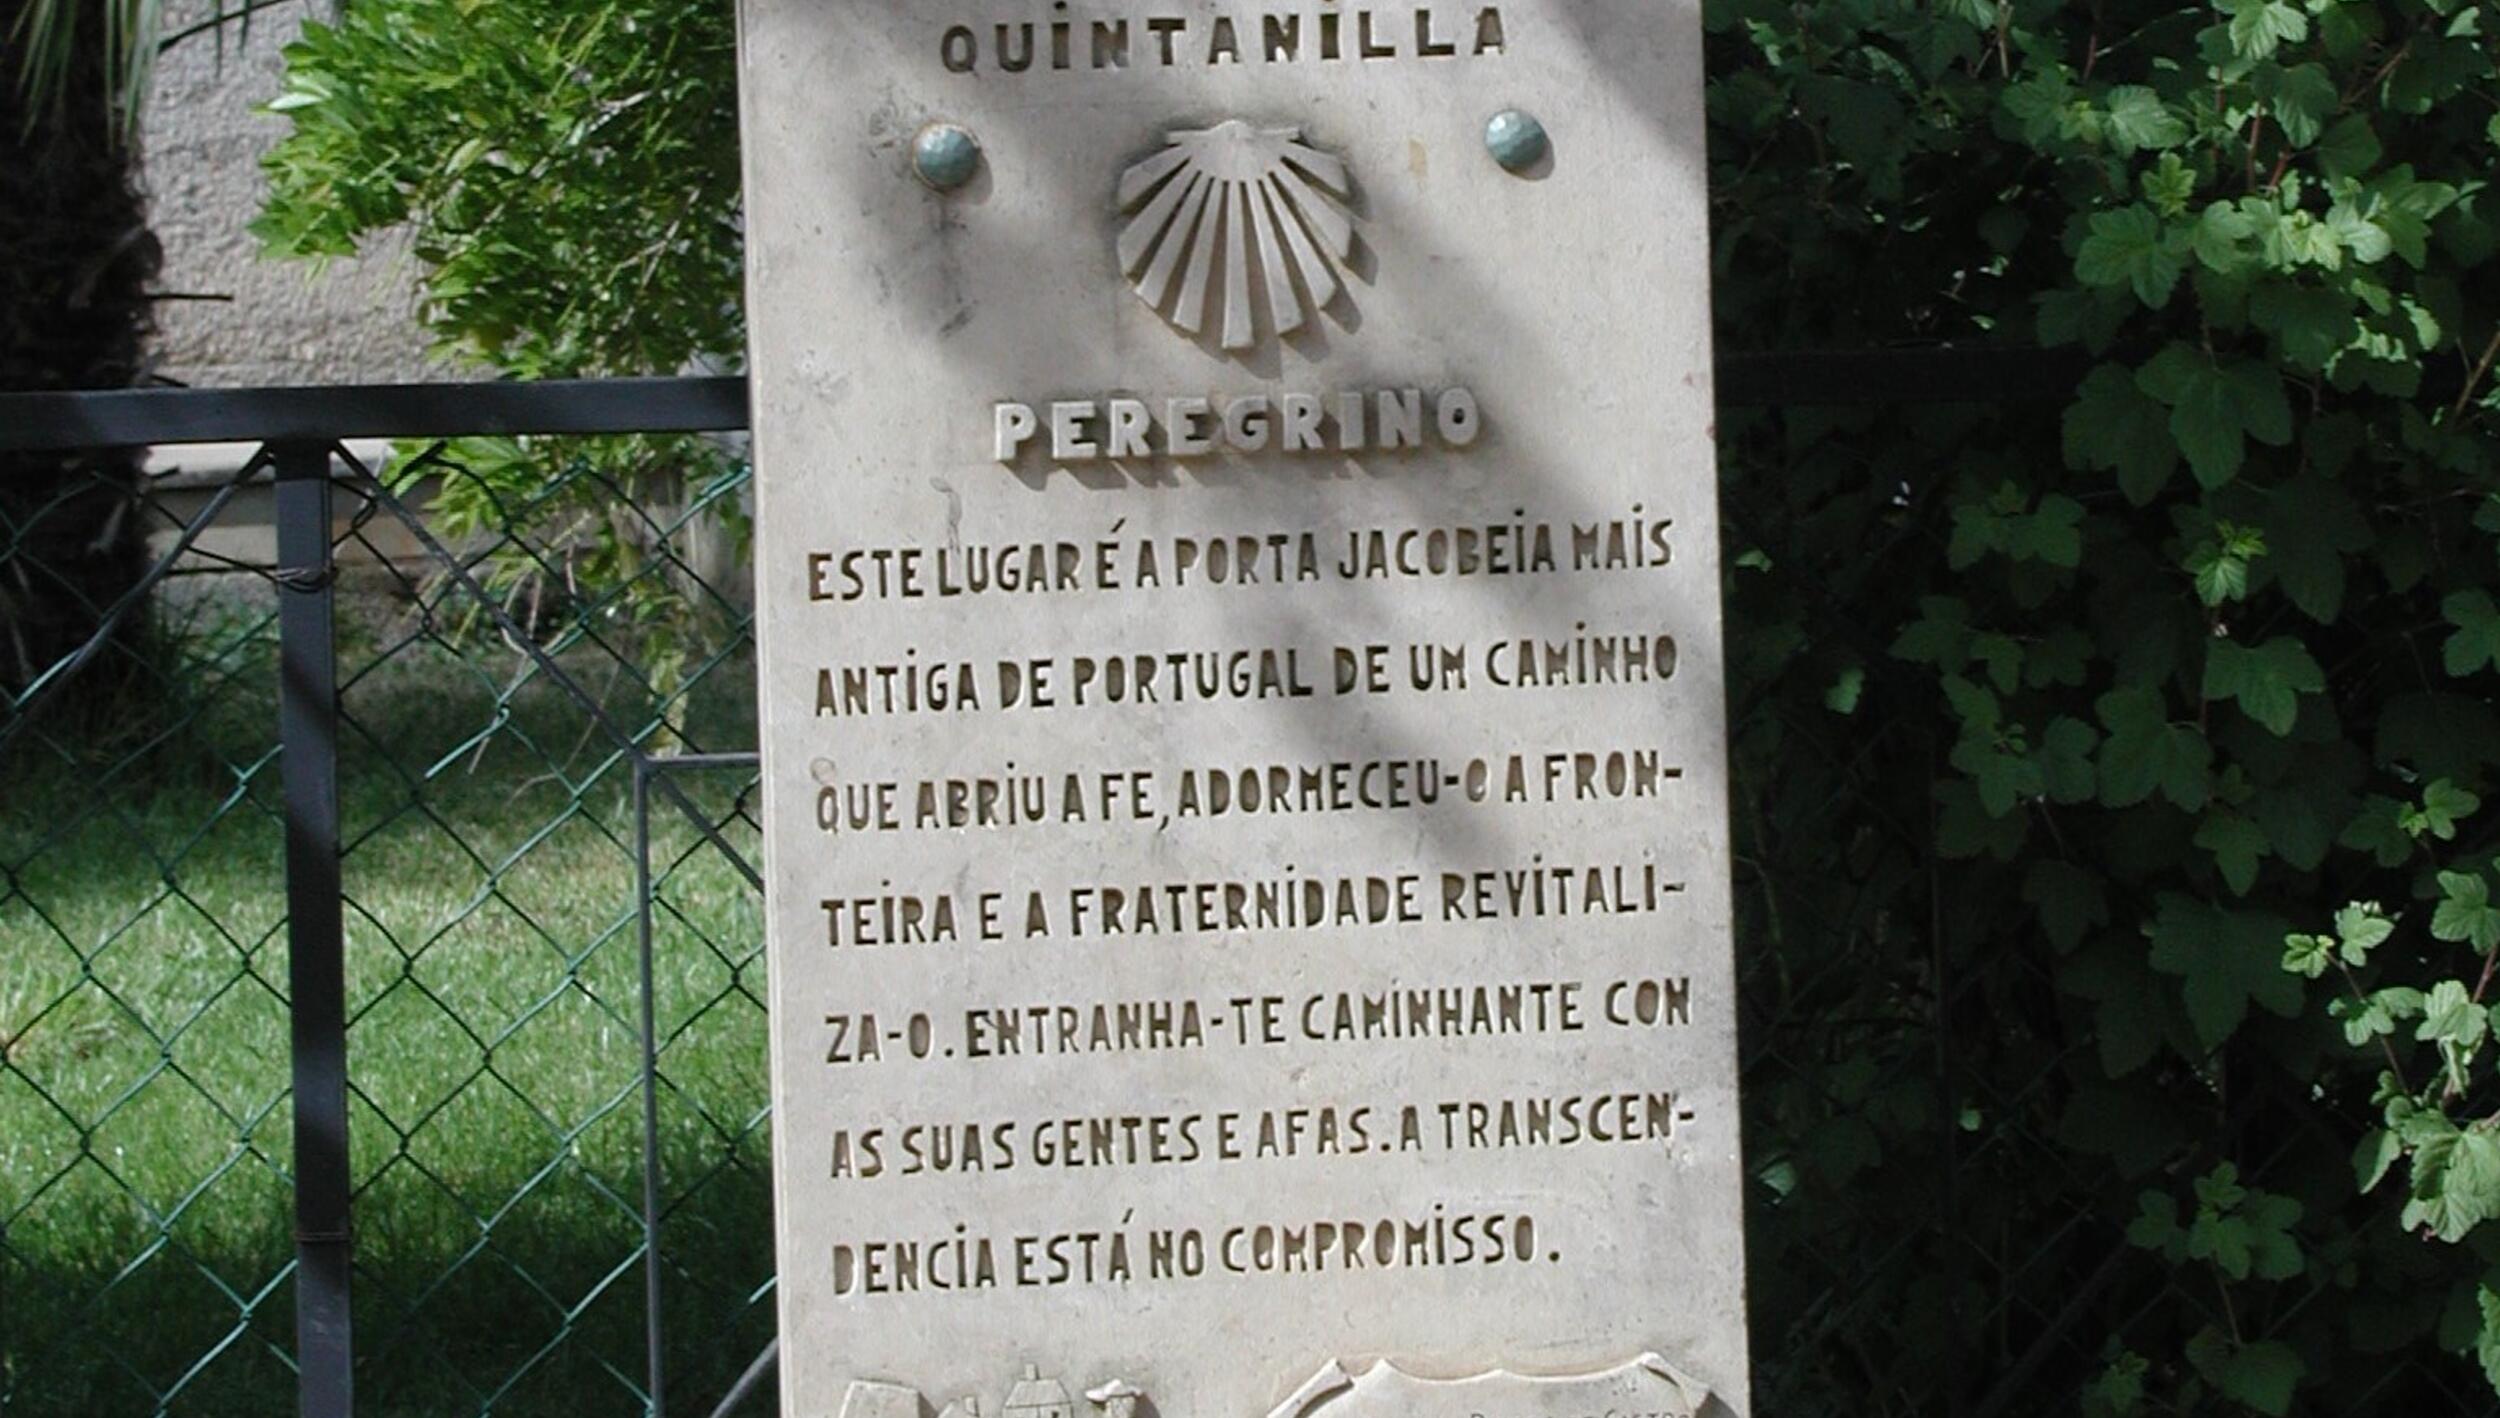 QUINTANILLA
PEREGRINO
ESTE LUGAR É A PORTA JACOBEIA MAIS
ANTIGA DE PORTUGAL DE UM CAMINHO
QUE ABRIU A FE, ADORMECEU-O A FRON-
TEIRA E A FRATERNIDADE REVITALI-
ZA-O. ENTRANHA-TE CAMINHANTE CON
AS SUAS GENTES E AFAS. A TRANSCEN-
DENCIA ESTÁ NO COMPROMISSO.